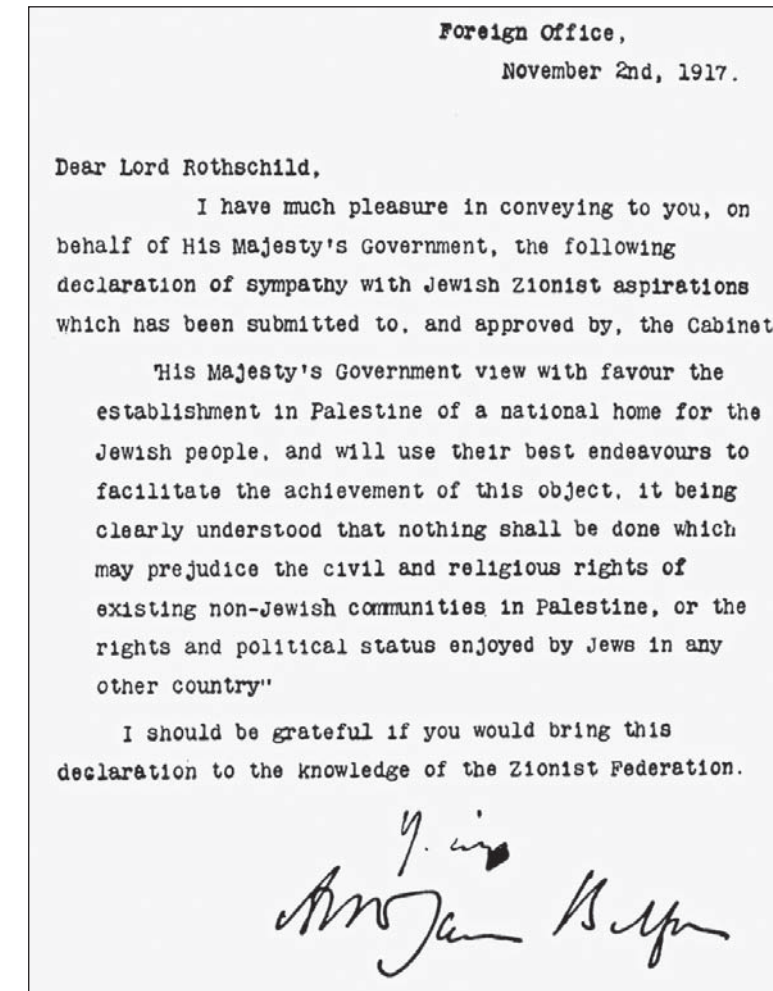 Foreign Office,
November 2nd, 1917.
Dear Lord Rothschild,
I have much pleasure in conveying to you, on
behalf of His Majesty's Government, the following
declaration of sympathy with Jewish Zionist aspirations
which has been submitted to, and approved by, the Cabinet
"His Majesty's Government view with favour the
establishment in Palestine of a national home for the
Jewish people, and will use their best endeavours to
facilitate the achievement of this object, it being
clearly understood that nothing shall be done which
may prejudice the civil and religious rights of
existing non-Jewish communities in Palestine, or the
rights and political status enjoyed by Jews in any
other country"
I should be grateful if you would bring this
declaration to the knowledge of the Zionist Federation.